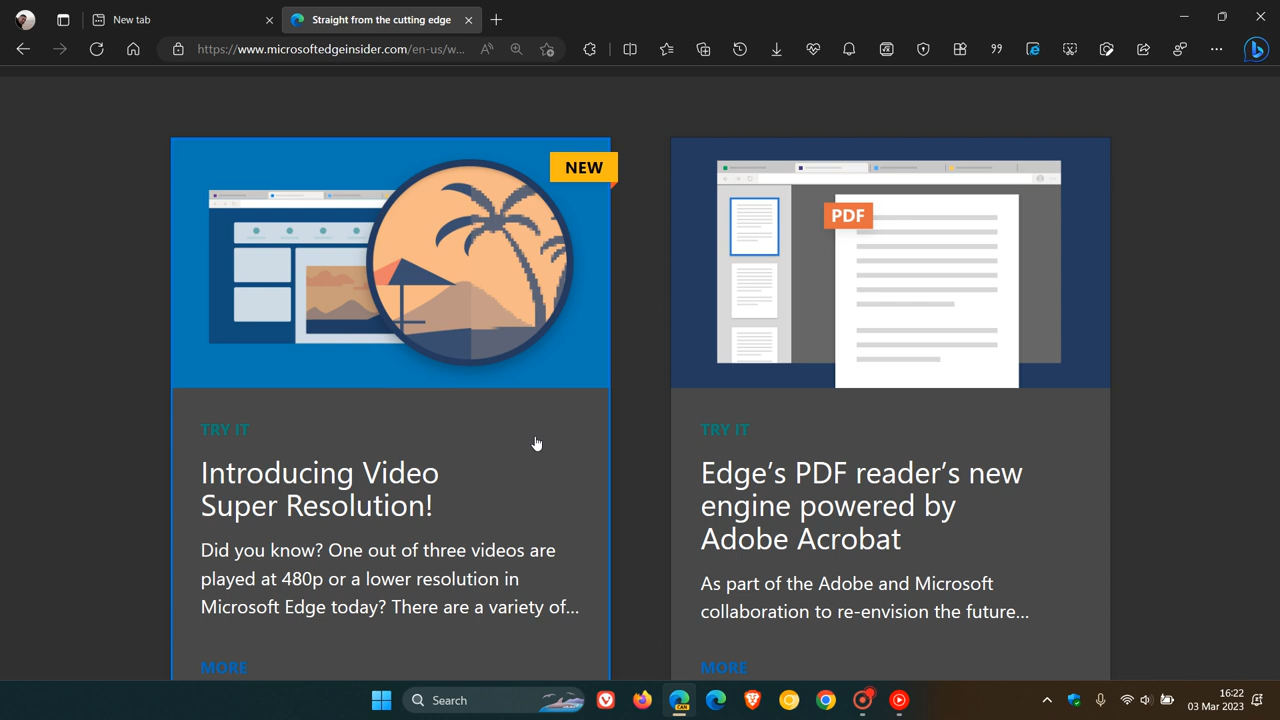 New tab
Straight from the cutting edge
https://www.microsoftedgeinsider.com/en-us/w...
NEW
PDF
TRY IT
Introducing Video
Super Resolution!
Did you know? One out of three videos are
played at 480p or a lower resolution in
Microsoft Edge today? There are a variety of...
MORE
TRY IT
Edge's PDF reader's new
engine powered by
Adobe Acrobat
As part of the Adobe and Microsoft
collaboration to re-envision the future...
MORE
Search
CAN
16:22
03 Mar 2023